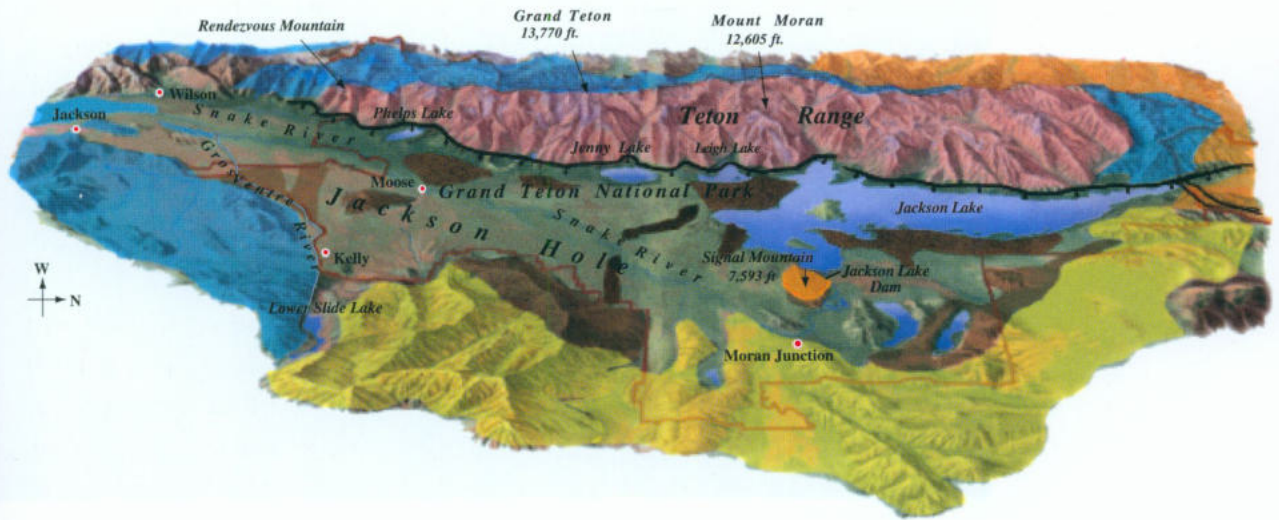 Grand Teton
13,770 ft.
Mount Moran
12,605 ft.
Rendezvous Mountain
Wilson
Jackson
Snake River
Phelps Lake
Teton Range
Jenny Lake
Leigh Lake
Grosventre River
Moose
Grand Teton National Park
Jackson Hole
Jackson Lake
Snake River
Kelly
Signal Mountain
7,593 ft
Jackson Lake
Dam
W
N
Lower Slide Lake
Moran Junction